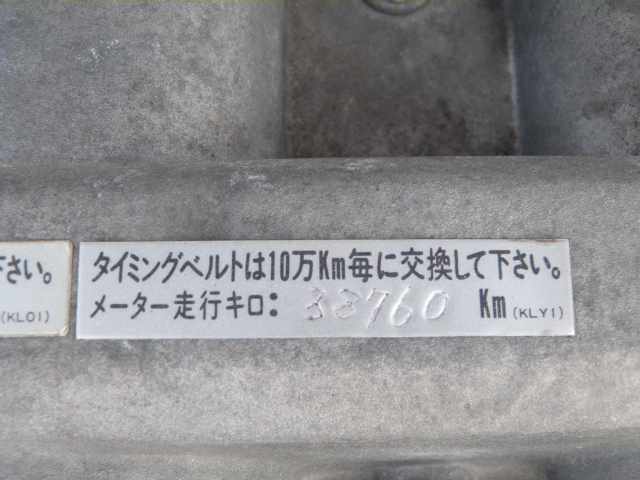 タイミングベルトは10万Km毎に交換して下さい。
メーター走行キロ: 38760 Km (KLY1)
下さい。
(KL01)